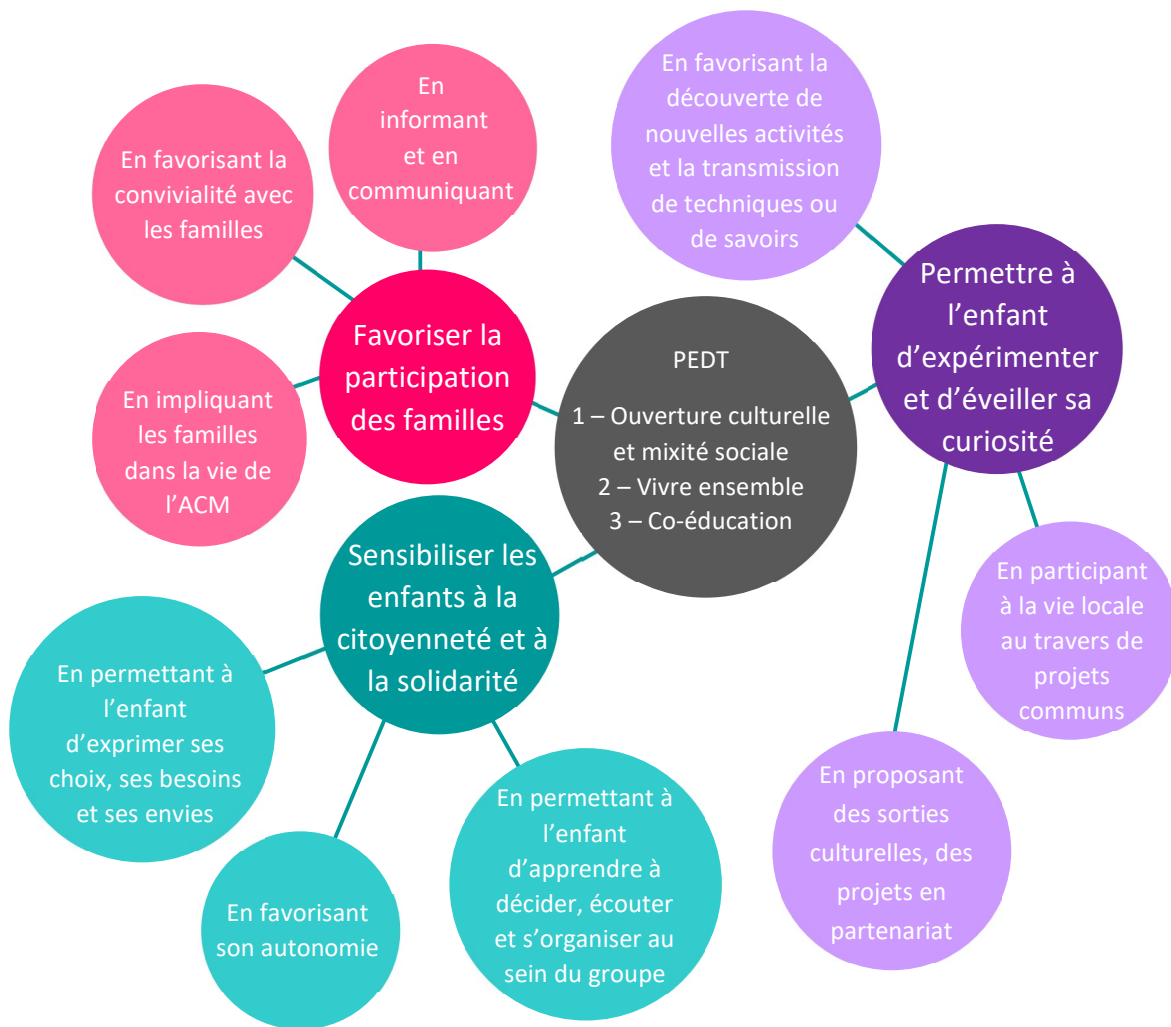 En favorisant la
découverte de
nouvelles activités
et la transmission
de techniques ou
de savoirs
En
informant
et en
communiquant
En favorisant la
convivialité avec
les familles
Permettre à
l’enfant
d’expérimenter
et d’éveiller sa
curiosité
Favoriser la
participation
des familles
PEDT
1 – Ouverture culturelle
et mixité sociale
2 – Vivre ensemble
3 – Co-éducation
En impliquant
les familles
dans la vie de
l’ACM
Sensibiliser les
enfants à la
citoyenneté et à
la solidarité
En participant
à la vie locale
au travers de
projets
communs
En permettant à
l’enfant
d’exprimer ses
choix, ses besoins
et ses envies
En proposant
des sorties
culturelles, des
projets en
partenariat
En permettant à
l’enfant
d’apprendre à
décider, écouter
et s’organiser au
sein du groupe
En favorisant
son autonomie